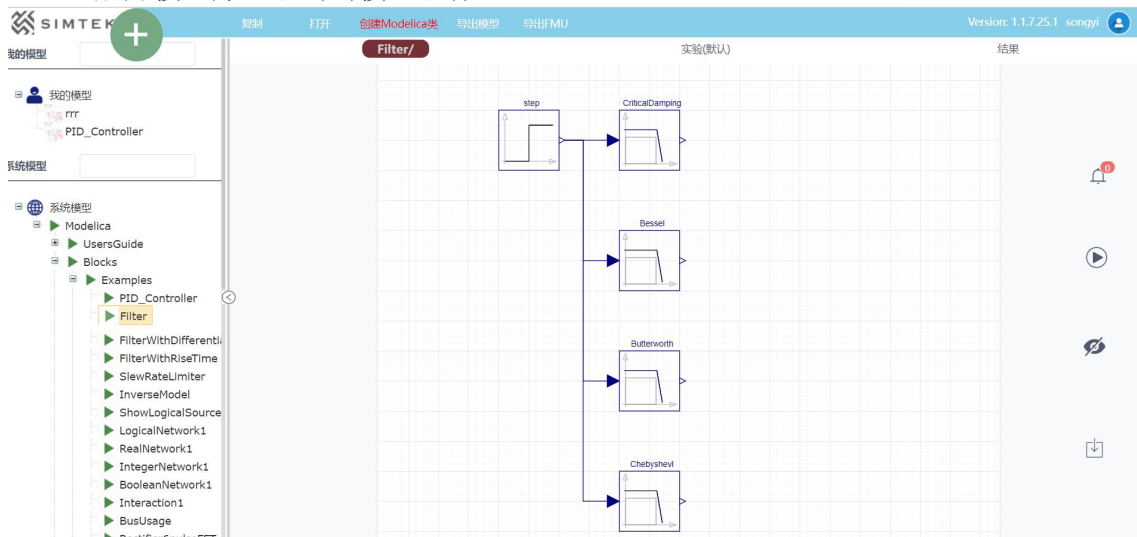 SIMTEK
复制
打开
创建Modelica类
导出模型
导出FMU
Version: 1.1.7.25.1 songyi
我的模型
Filter/
实验(默认)
结果
我的模型
rrr
PID_Controller
系统模型
系统模型
Modelica
UsersGuide
Blocks
Examples
PID_Controller
Filter
FilterWithDifferentia
FilterWithRiseTime
SlewRateLimiter
InverseModel
ShowLogicalSource
LogicalNetwork1
RealNetwork1
IntegerNetwork1
BooleanNetwork1
Interaction1
BusUsage
step
CriticalDamping
Bessel
Butterworth
ChebyshevI
0